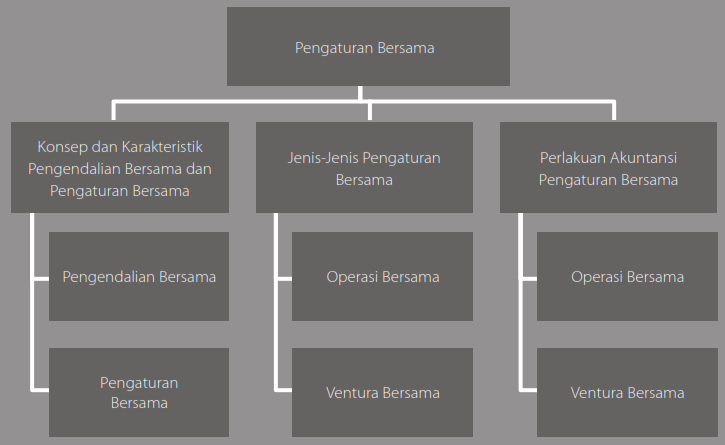 Pengaturan Bersama
Konsep dan Karakteristik
Pengendalian Bersama dan
Pengaturan Bersama
Jenis-Jenis Pengaturan
Bersama
Perlakuan Akuntansi
Pengaturan Bersama
Pengendalian Bersama
Operasi Bersama
Operasi Bersama
Pengaturan
Bersama
Ventura Bersama
Ventura Bersama